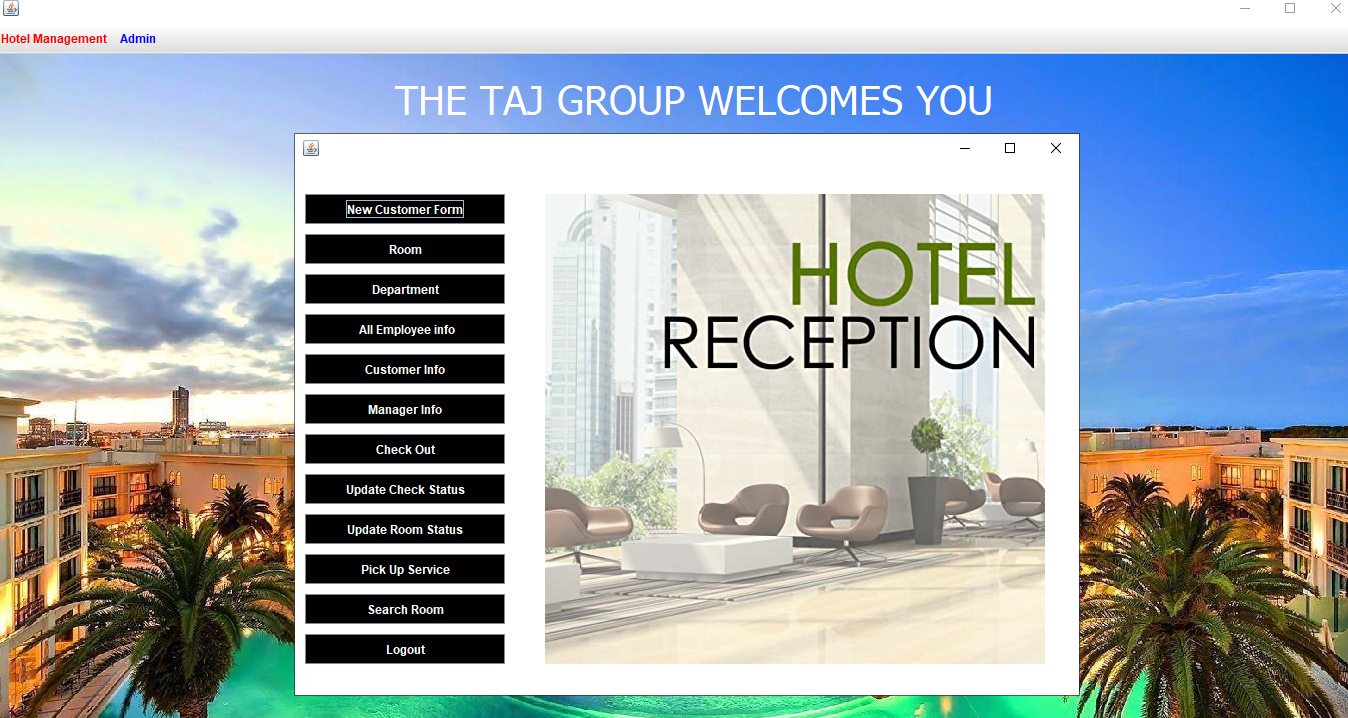 Hotel Management Admin
THE TAJ GROUP WELCOMES YOU
New Customer Form
Room
Department
All Employee info
Customer Info
Manager Info
Check Out
Update Check Status
Update Room Status
Pick Up Service
Search Room
Logout
HOTEL
RECEPTION